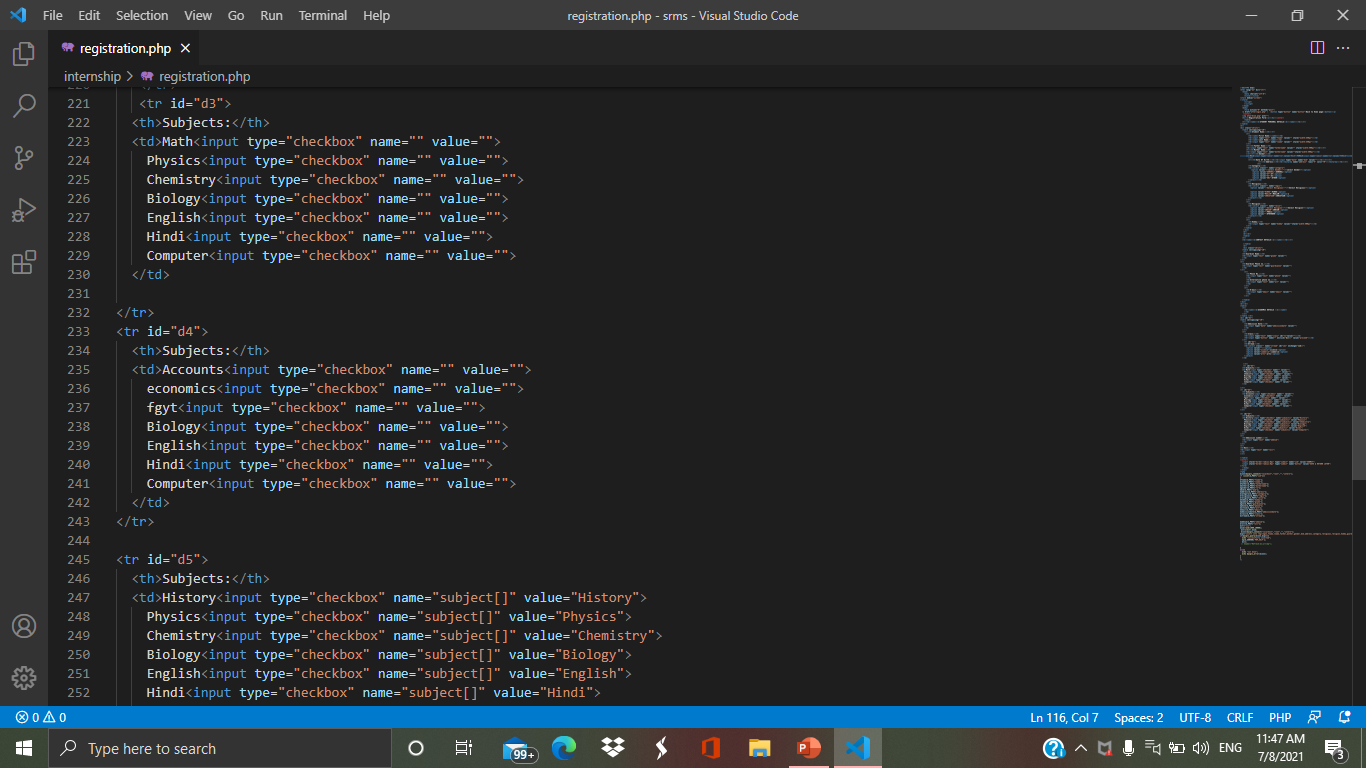 File Edit Selection View Go Run Terminal Help registration.php - srms - Visual Studio Code
registration.php
internship > registration.php
221 <tr id="d3">
222 <th>Subjects:</th>
223 <td>Math<input type="checkbox" name="" value="">
224 Physics<input type="checkbox" name="" value="">
225 Chemistry<input type="checkbox" name="" value="">
226 Biology<input type="checkbox" name="" value="">
227 English<input type="checkbox" name="" value="">
228 Hindi<input type="checkbox" name="" value="">
229 Computer<input type="checkbox" name="" value="">
230 </td>
231
232 </tr>
233 <tr id="d4">
234 <th>Subjects:</th>
235 <td>Accounts<input type="checkbox" name="" value="">
236 economics<input type="checkbox" name="" value="">
237 fgyt<input type="checkbox" name="" value="">
238 Biology<input type="checkbox" name="" value="">
239 English<input type="checkbox" name="" value="">
240 Hindi<input type="checkbox" name="" value="">
241 Computer<input type="checkbox" name="" value="">
242 </td>
243 </tr>
244
245 <tr id="d5">
246 <th>Subjects:</th>
247 <td>History<input type="checkbox" name="subject[]" value="History">
248 Physics<input type="checkbox" name="subject[]" value="Physics">
249 Chemistry<input type="checkbox" name="subject[]" value="Chemistry">
250 Biology<input type="checkbox" name="subject[]" value="Biology">
251 English<input type="checkbox" name="subject[]" value="English">
252 Hindi<input type="checkbox" name="subject[]" value="Hindi">
0 0 Ln 116, Col 7 Spaces: 2 UTF-8 CRLF PHP
Type here to search 99+ ENG 11:47 AM
7/8/2021 3